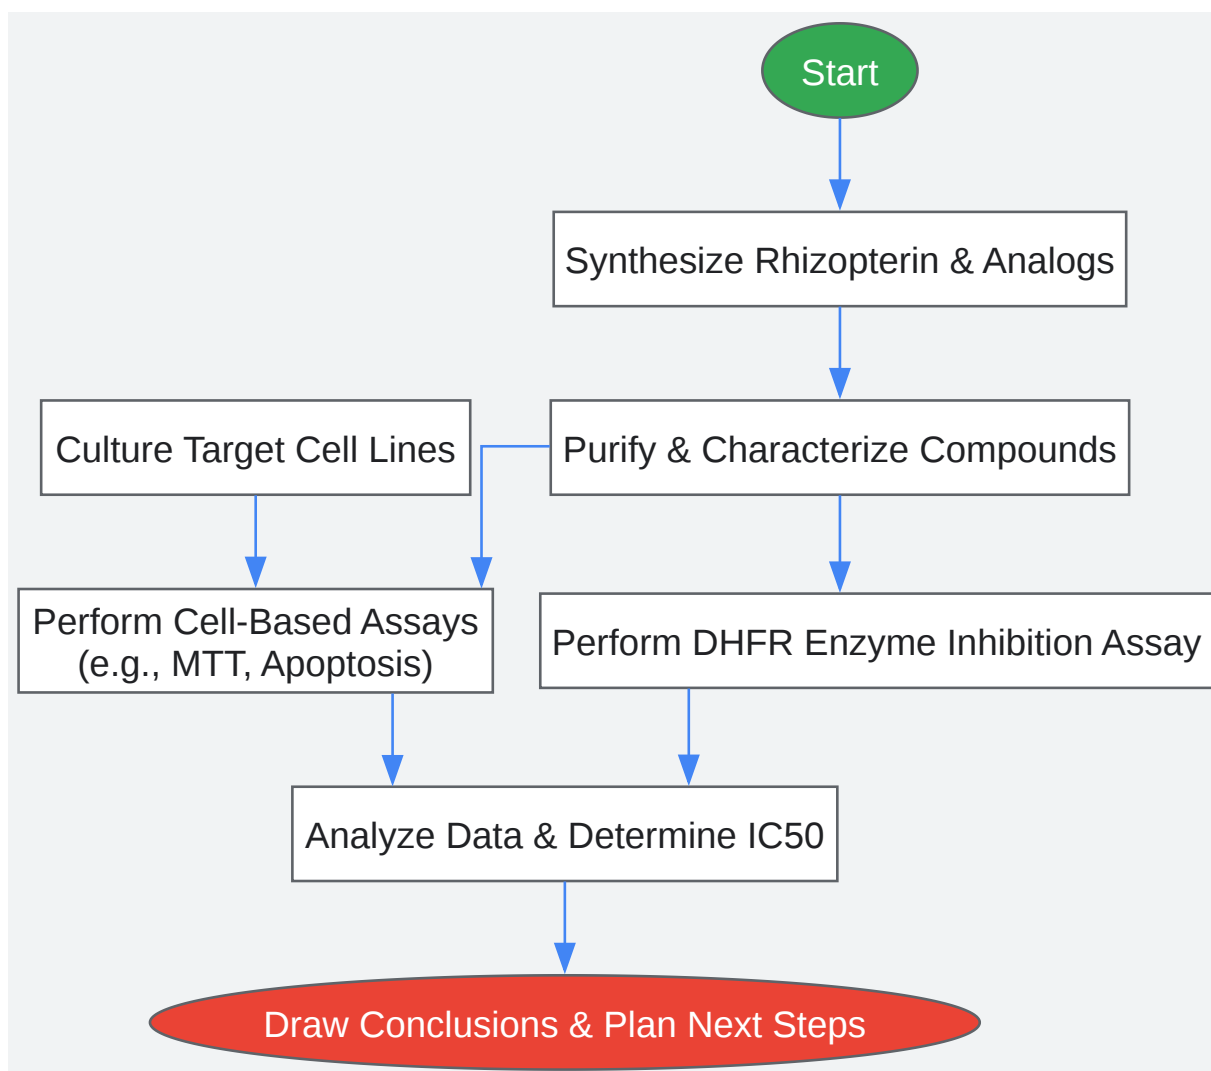 Start
Synthesize Rhizopterin & Analogs
Culture Target Cell Lines
Purify & Characterize Compounds
Perform Cell-Based Assays
(e.g., MTT, Apoptosis)
Perform DHFR Enzyme Inhibition Assay
Analyze Data & Determine IC50
Draw Conclusions & Plan Next Steps